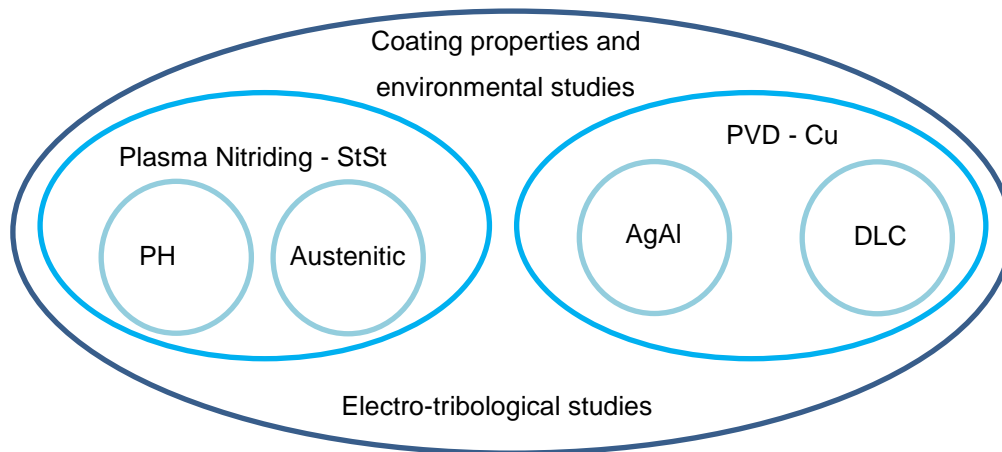 Coating properties and
environmental studies
Plasma Nitriding - StSt
PH
Austenitic
PVD - Cu
AgAl
DLC
Electro-tribological studies